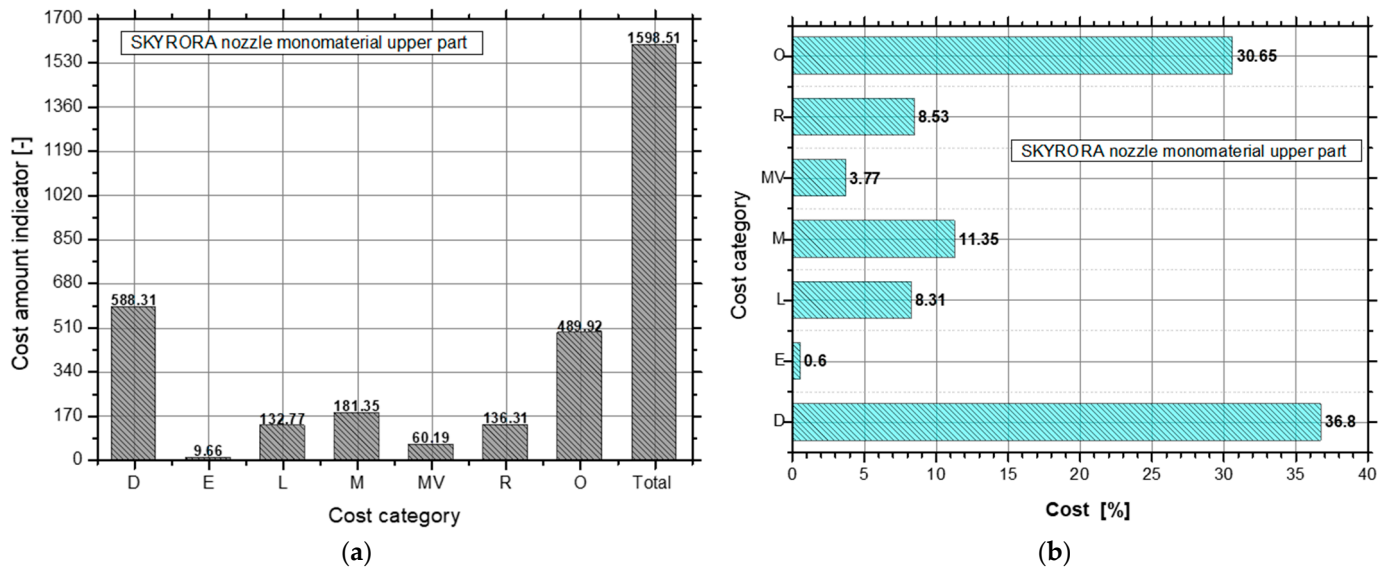 SKYRORA nozzle monomaterial upper part
Cost amount indicator [-]
1700
1530
1360
1190
1020
850
680
510
340
170
0
588.31
9.66
132.77
181.35
60.19
136.31
489.92
1598.51
D E L M MV R O Total
Cost category
(a)
SKYRORA nozzle monomaterial upper part
Cost category
O 30.65
R 8.53
MV 3.77
M 11.35
L 8.31
E 0.6
D 36.8
0 5 10 15 20 25 30 35 40
Cost [%]
(b)